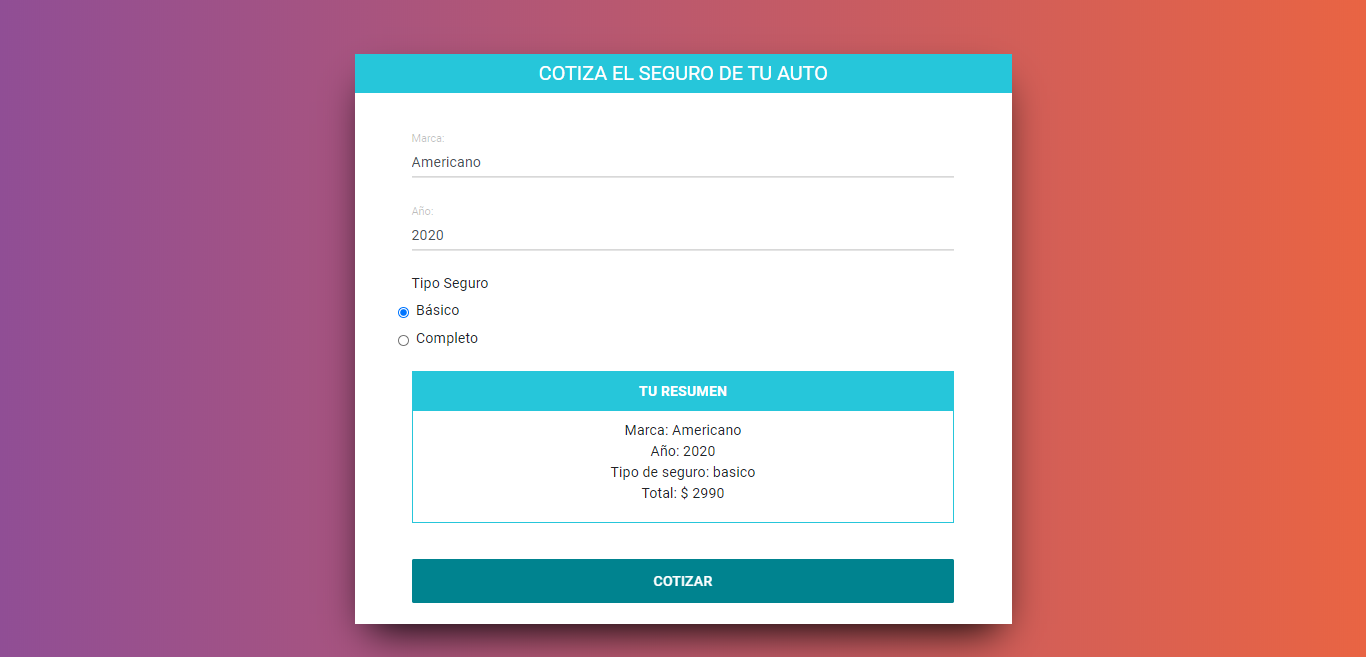 COTIZA EL SEGURO DE TU AUTO
Marca:
Americano
Año:
2020
Tipo Seguro
Básico
Completo
TU RESUMEN
Marca: Americano
Año: 2020
Tipo de seguro: basico
Total: $ 2990
COTIZAR